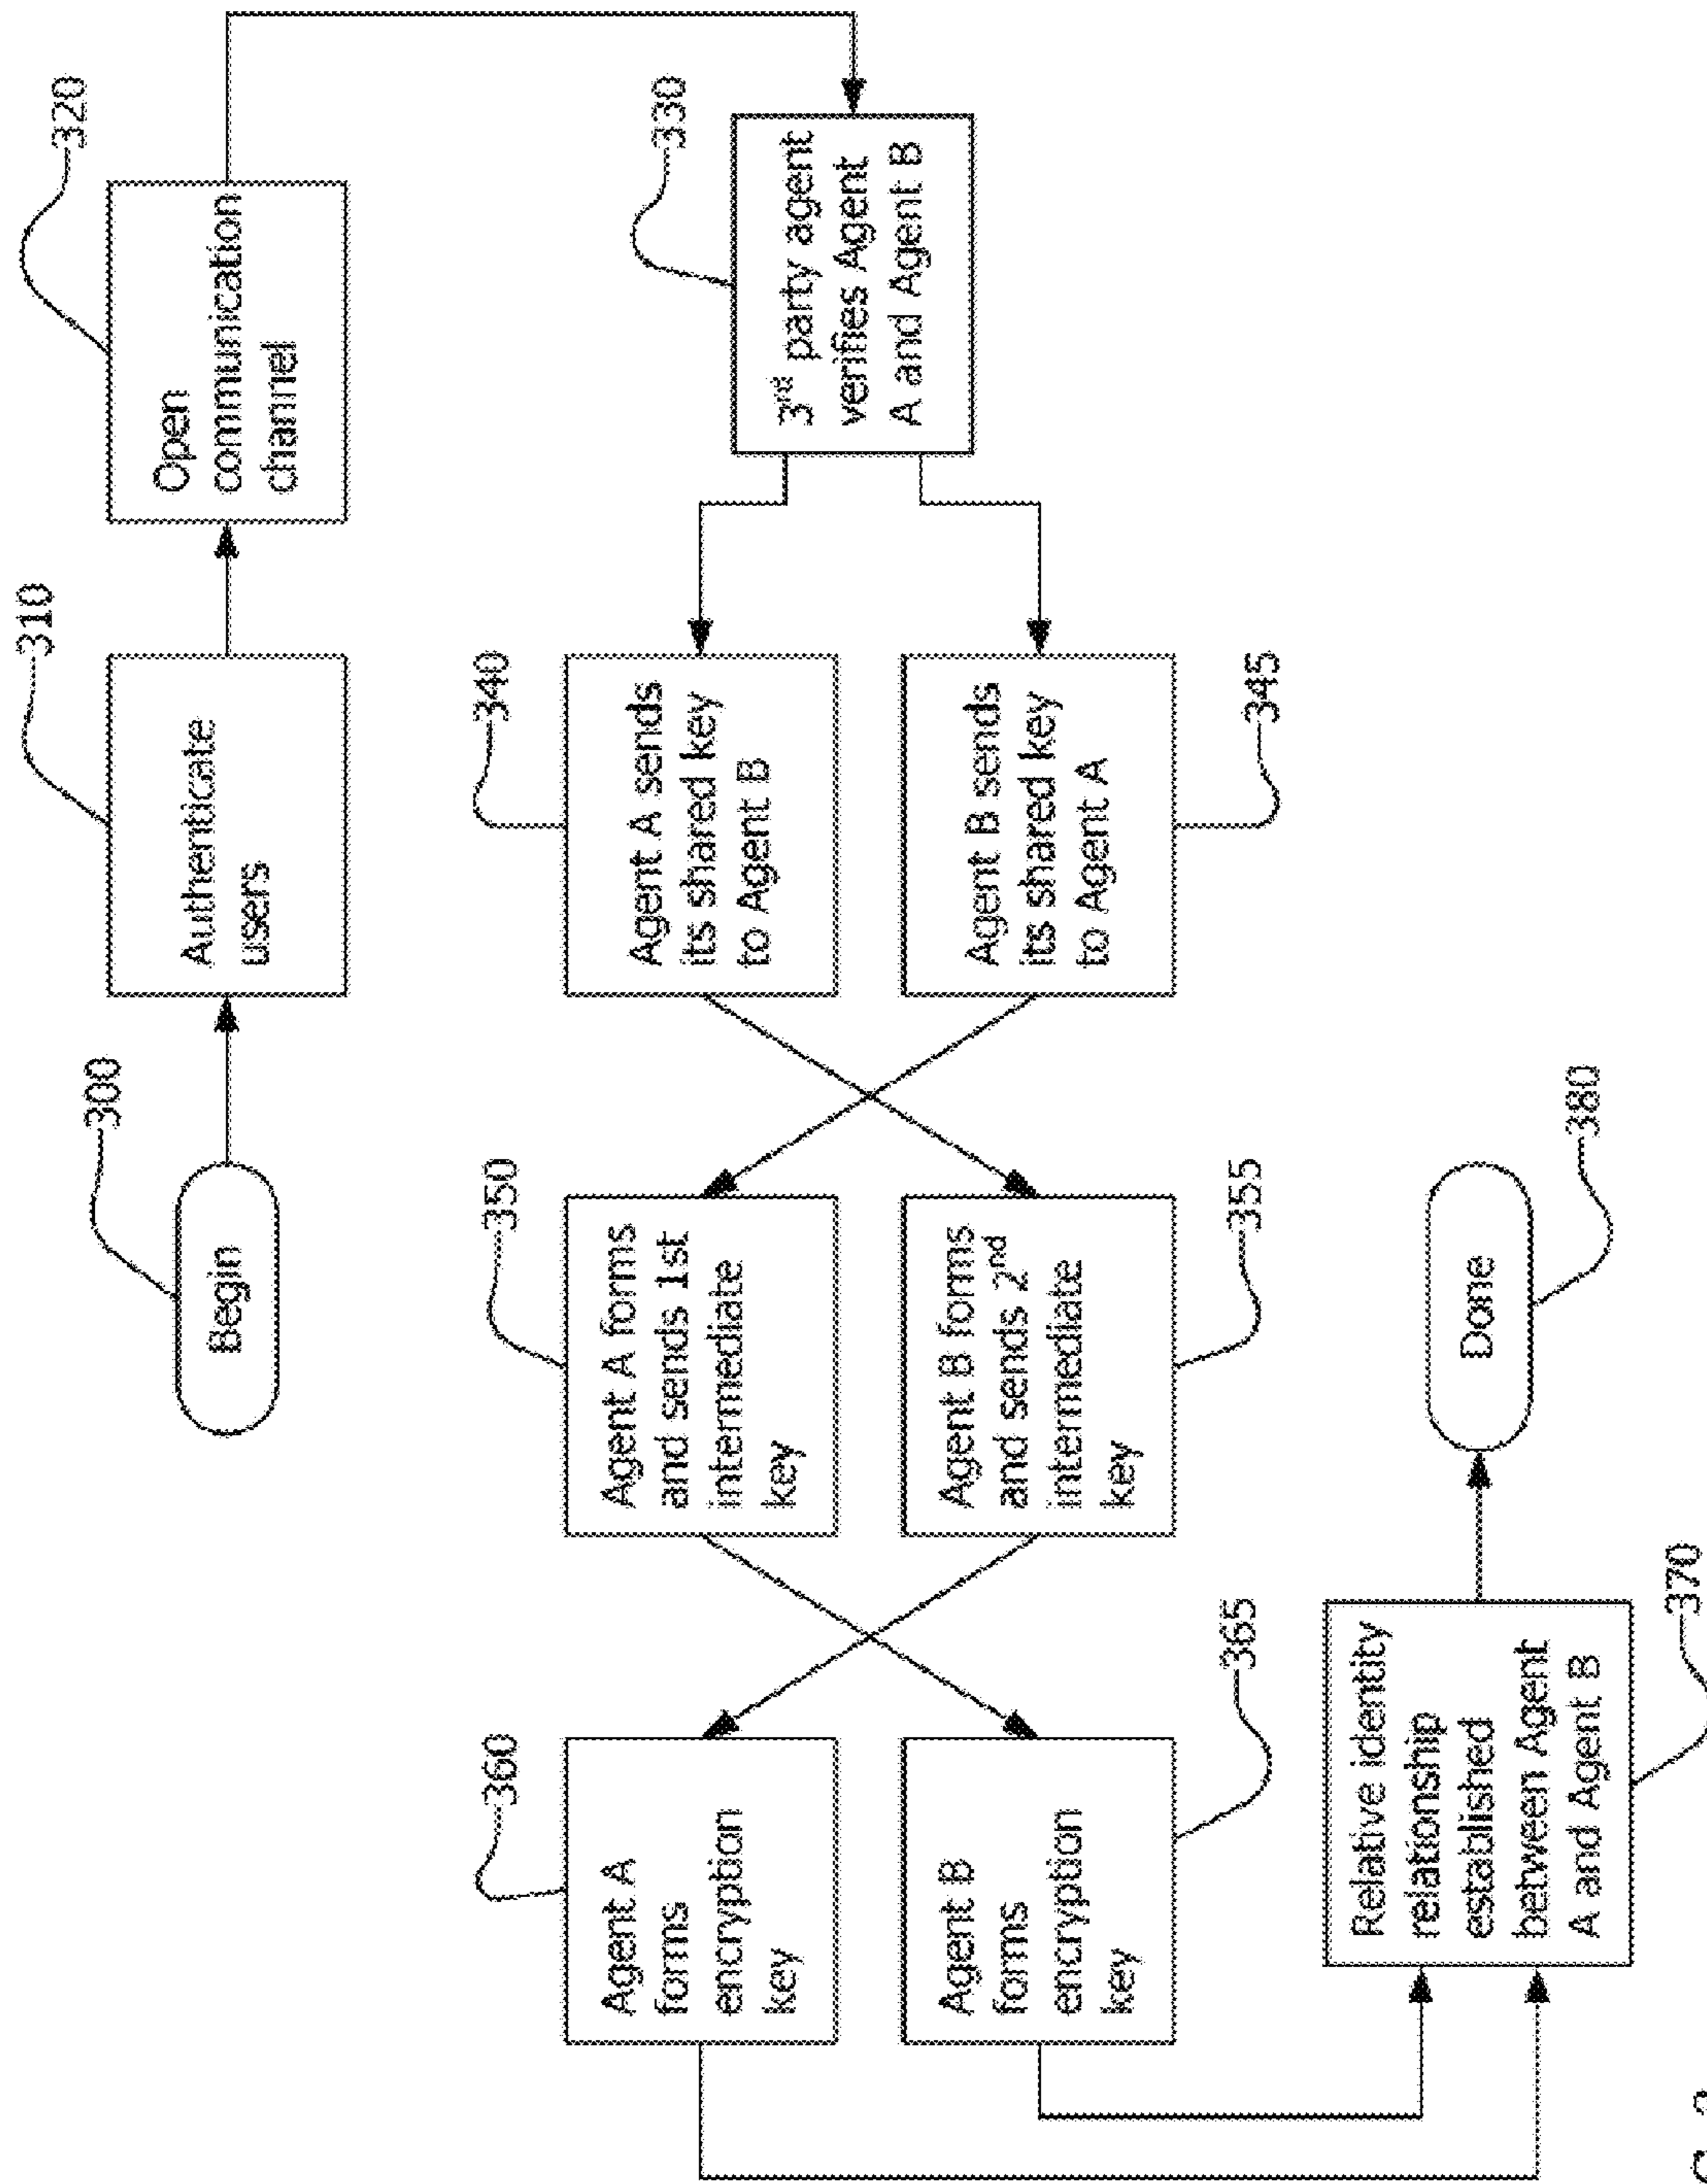 300
Begin
310
Authenticate
users
320
Open
communication
channel
330
3rd party agent
verifies Agent
A and Agent B
340
Agent A sends
its shared key
to Agent B
345
Agent B sends
its shared key
to Agent A
350
Agent A forms
and sends 1st
intermediate
key
355
Agent B forms
and sends 2nd
intermediate
key
360
Agent A
forms
encryption
key
365
Agent B
forms
encryption
key
370
Relative identity
relationship
established
between Agent
A and Agent B
380
Done